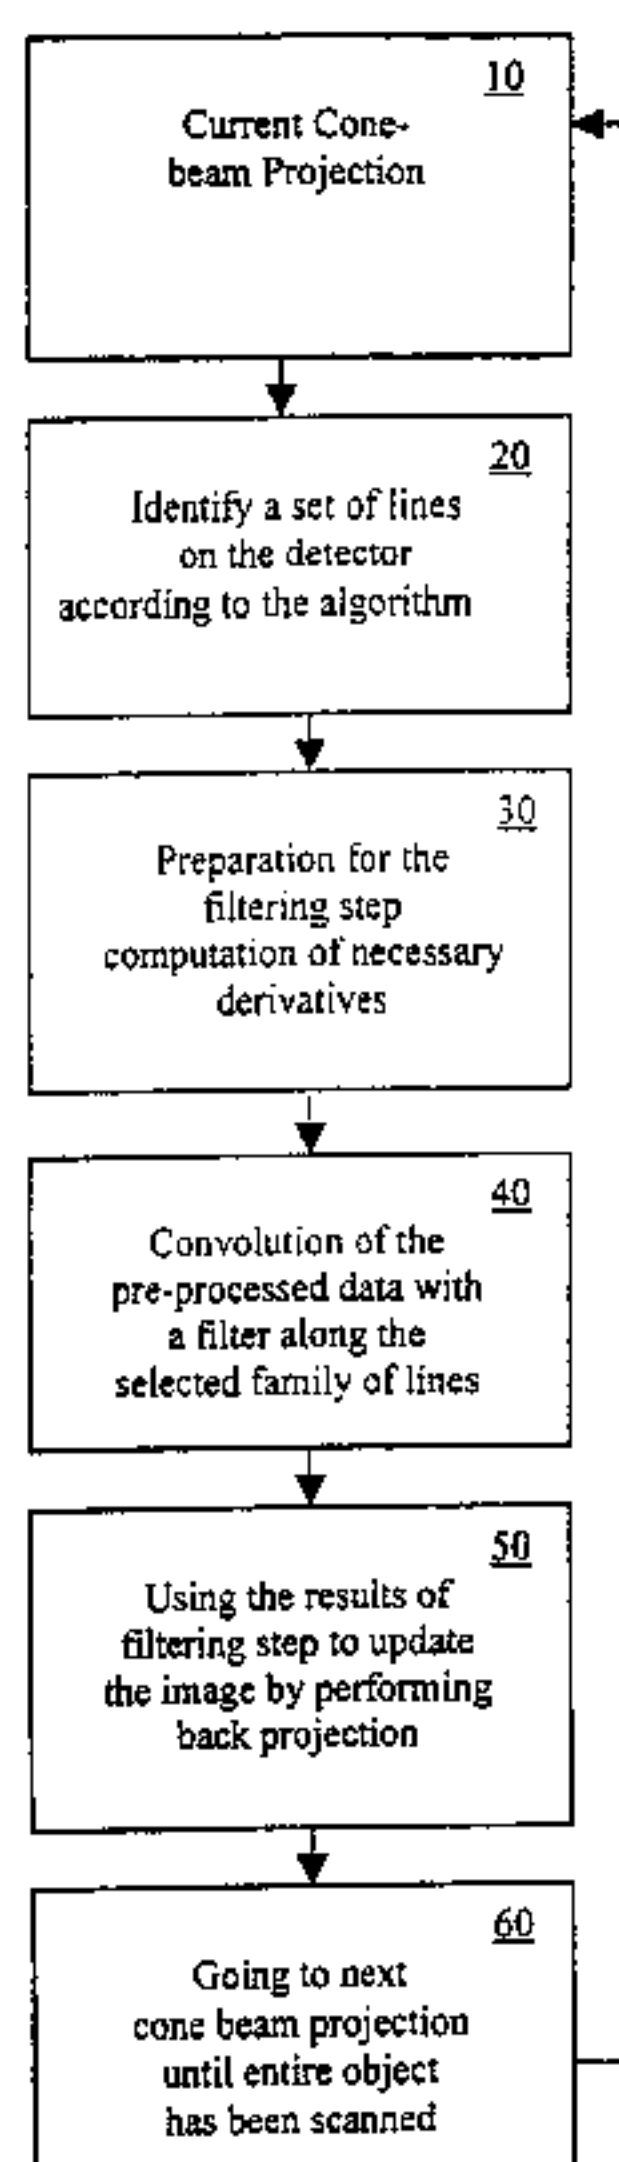 10
Current Cone-
beam Projection
20
Identify a set of lines
on the detector
according to the algorithm
30
Preparation for the
filtering step
computation of necessary
derivatives
40
Convolution of the
pre-processed data with
a filter along the
selected family of lines
50
Using the results of
filtering step to update
the image by performing
back projection
60
Going to next
cone beam projection
until entire object
has been scanned